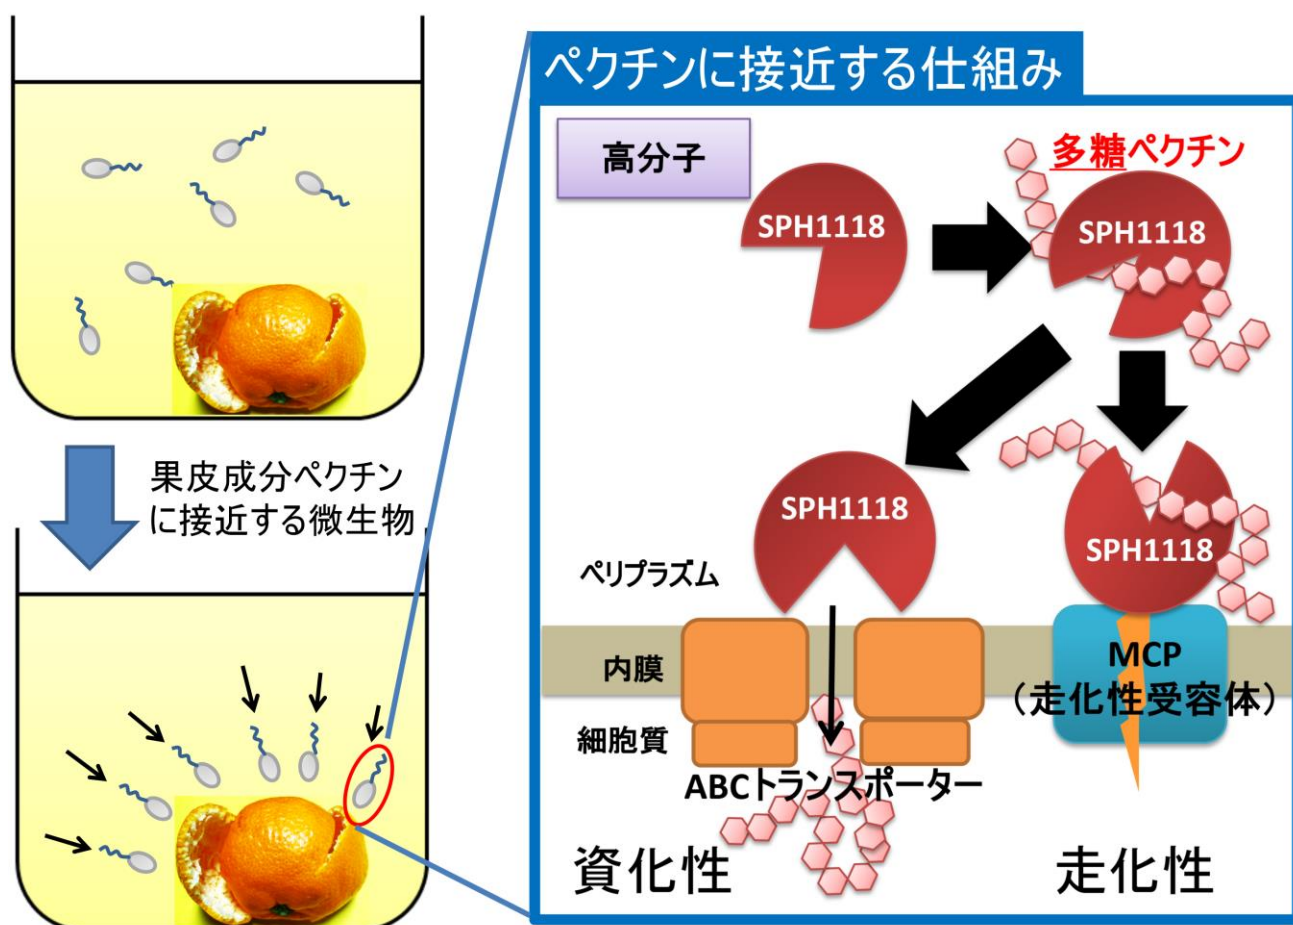 ペクチンに接近する仕組み
高分子
多糖ペクチン
SPH1118
SPH1118
果皮成分ペクチン
に接近する微生物
SPH1118
SPH1118
ペリプラズム
内膜
MCP
（走化性受容体）
細胞質
ABCトランスポーター
資化性
走化性